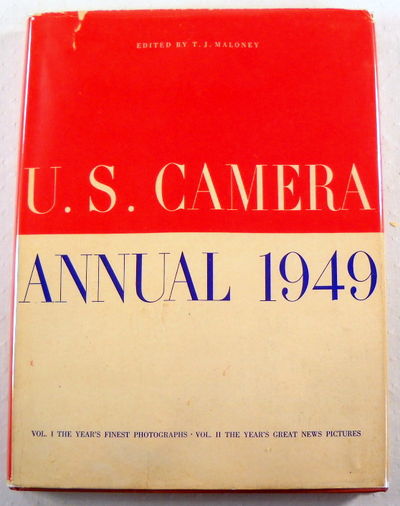 EDITED BY T. J. MALONEY
U. S. CAMERA
ANNUAL 1949
VOL. I THE YEAR'S FINEST PHOTOGRAPHS · VOL. II THE YEAR'S GREAT NEWS PICTURES